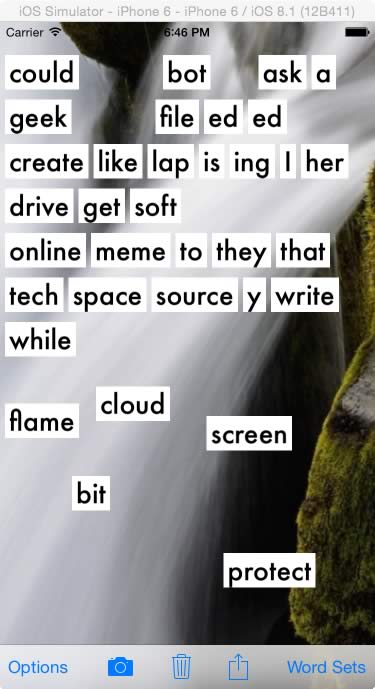 iOS Simulator - iPhone 6 - iPhone 6 / iOS 8.1 (12B411)
Carrier 6:46 PM
could bot ask a
geek file ed ed
create like lap is ing I her
drive get soft
online meme to they that
tech space source y write
while
cloud
flame
screen
bit
protect
Options Word Sets